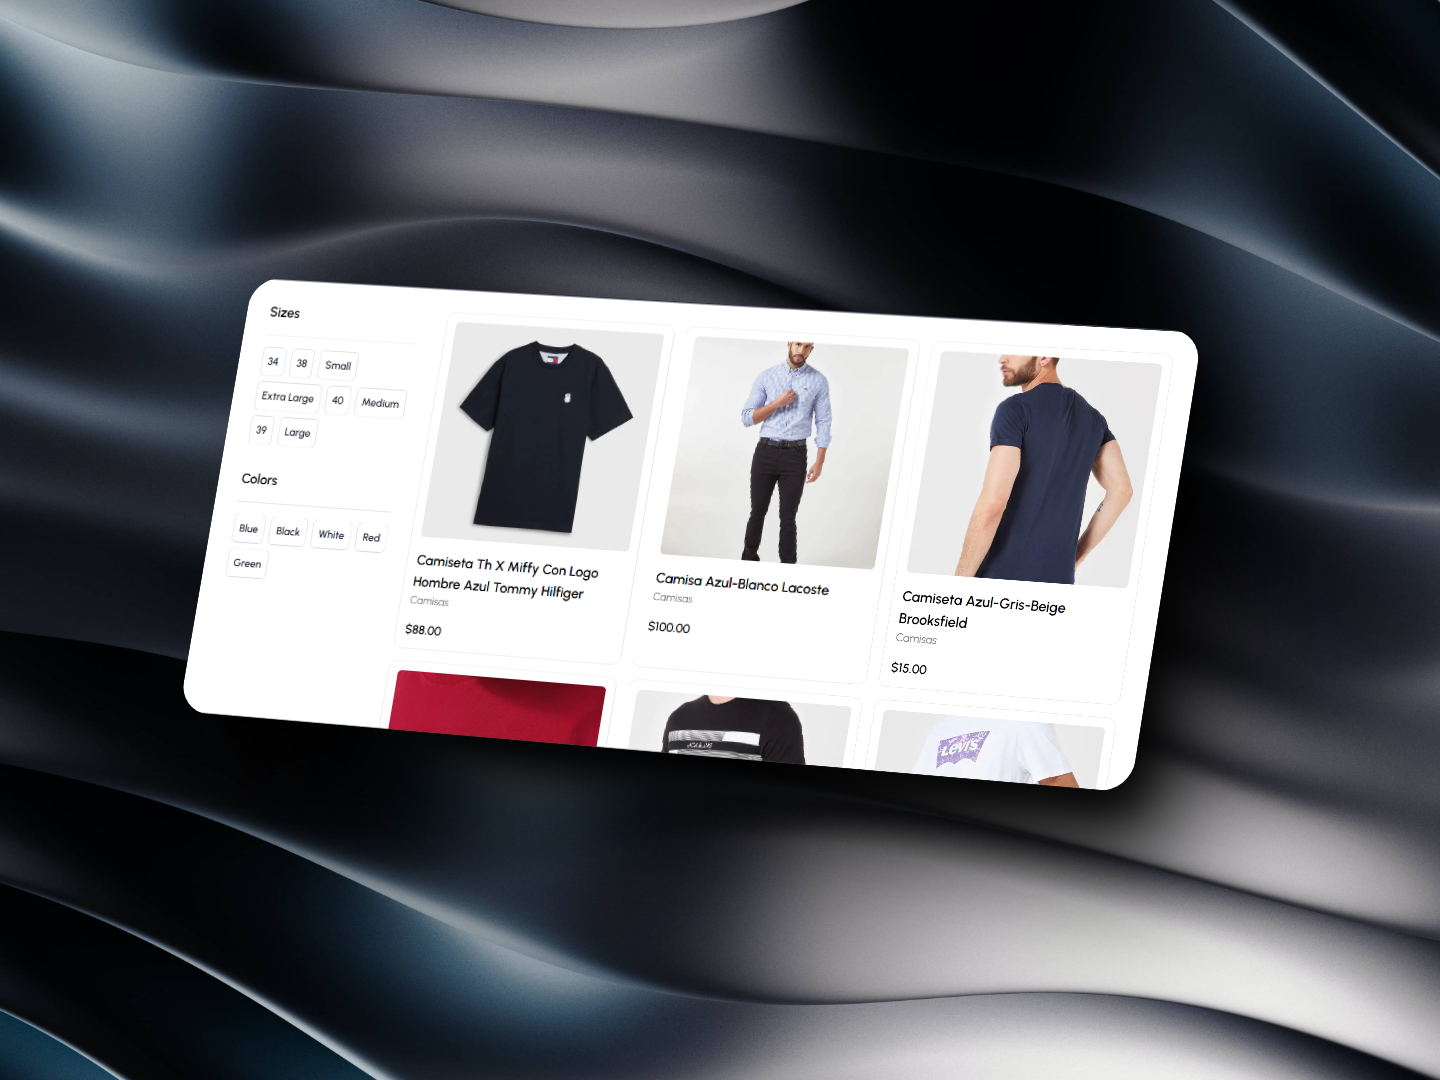 Sizes
34
38
Small
Extra Large
40
Medium
39
Large
Colors
Blue
Black
White
Red
Green
Camiseta Th X Miffy Con Logo
Hombre Azul Tommy Hilfiger
Camisas
$88.00
Camisa Azul-Blanco Lacoste
Camisas
$100.00
Camiseta Azul-Gris-Beige
Brooksfield
Camisas
$15.00
Levi's